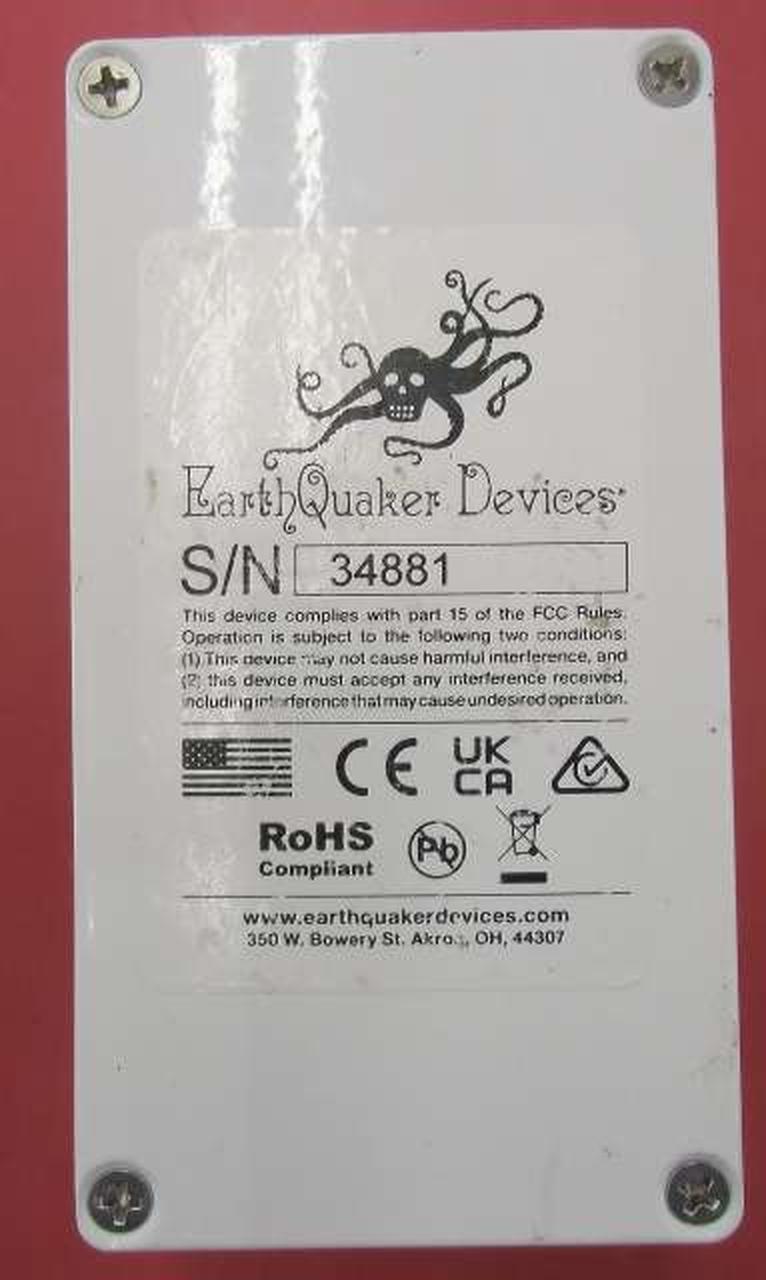 EarthQuaker Devices
S/N 34881
This device complies with part 15 of the FCC Rules.
Operation is subject to the following two conditions:
(1) This device may not cause harmful interference, and
(2) this device must accept any interference received,
including interference that may cause undesired operation.
CE UK CA
RoHS Pb
Compliant
www.earthquakerdevices.com
350 W. Bowery St. Akron, OH, 44307